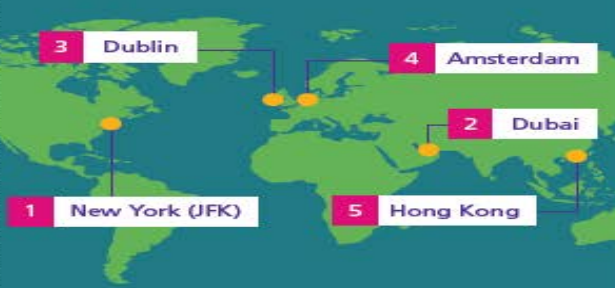 3 Dublin
4 Amsterdam
2 Dubai
1 New York (JFK)
5 Hong Kong